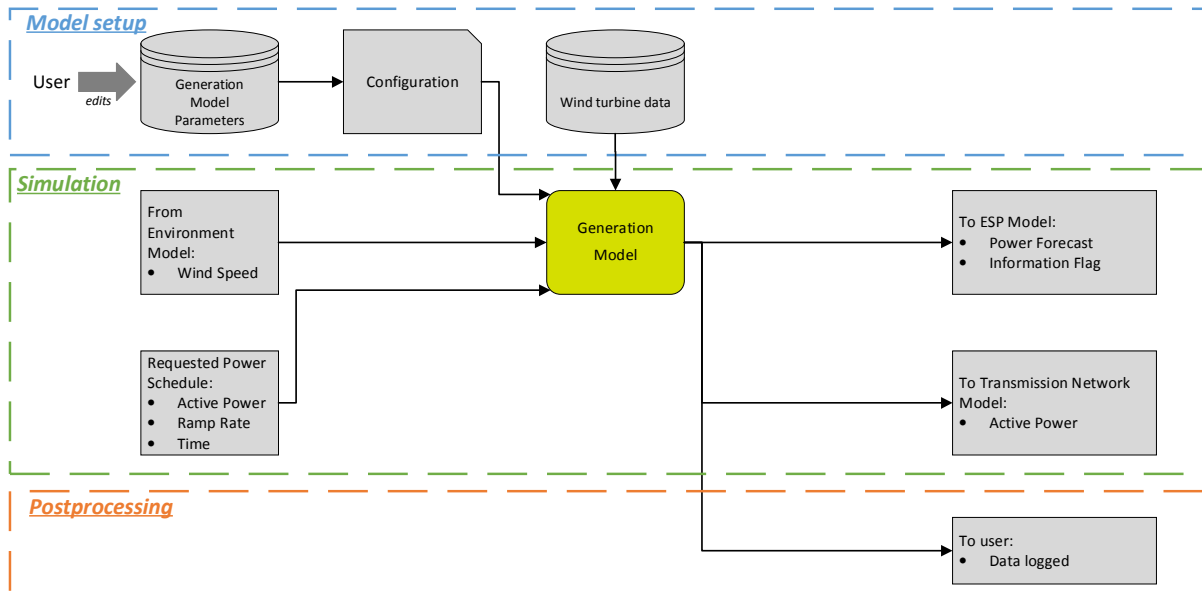 Model setup
User
edits
Generation
Model
Parameters
Configuration
Wind turbine data
Simulation
From
Environment
Model:
• Wind Speed
Generation
Model
To ESP Model:
• Power Forecast
• Information Flag
Requested Power
Schedule:
• Active Power
• Ramp Rate
• Time
To Transmission Network
Model:
• Active Power
Postprocessing
To user:
• Data logged